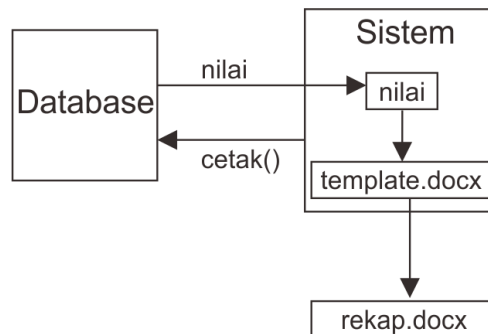 Sistem
Database
nilai
nilai
cetak()
template.docx
rekap.docx